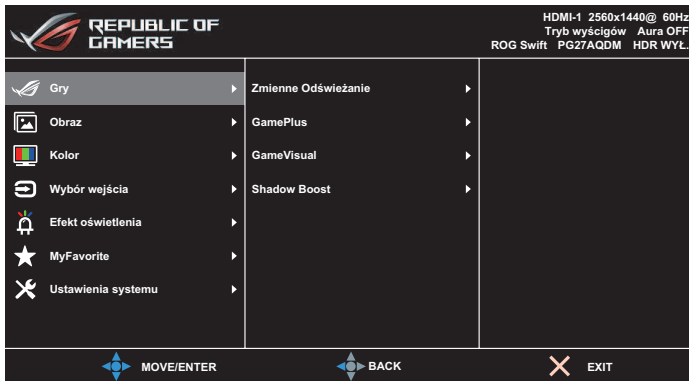 REPUBLIC OF
GAMERS
HDMI-1 2560x1440@ 60Hz
Tryb wyścigów Aura OFF
ROG Swift PG27AQDM HDR WYŁ.
Gry
Zmienne Odświeżanie
Obraz
GamePlus
Kolor
GameVisual
Wybór wejścia
Shadow Boost
Efekt oświetlenia
MyFavorite
Ustawienia systemu
MOVE/ENTER
BACK
EXIT